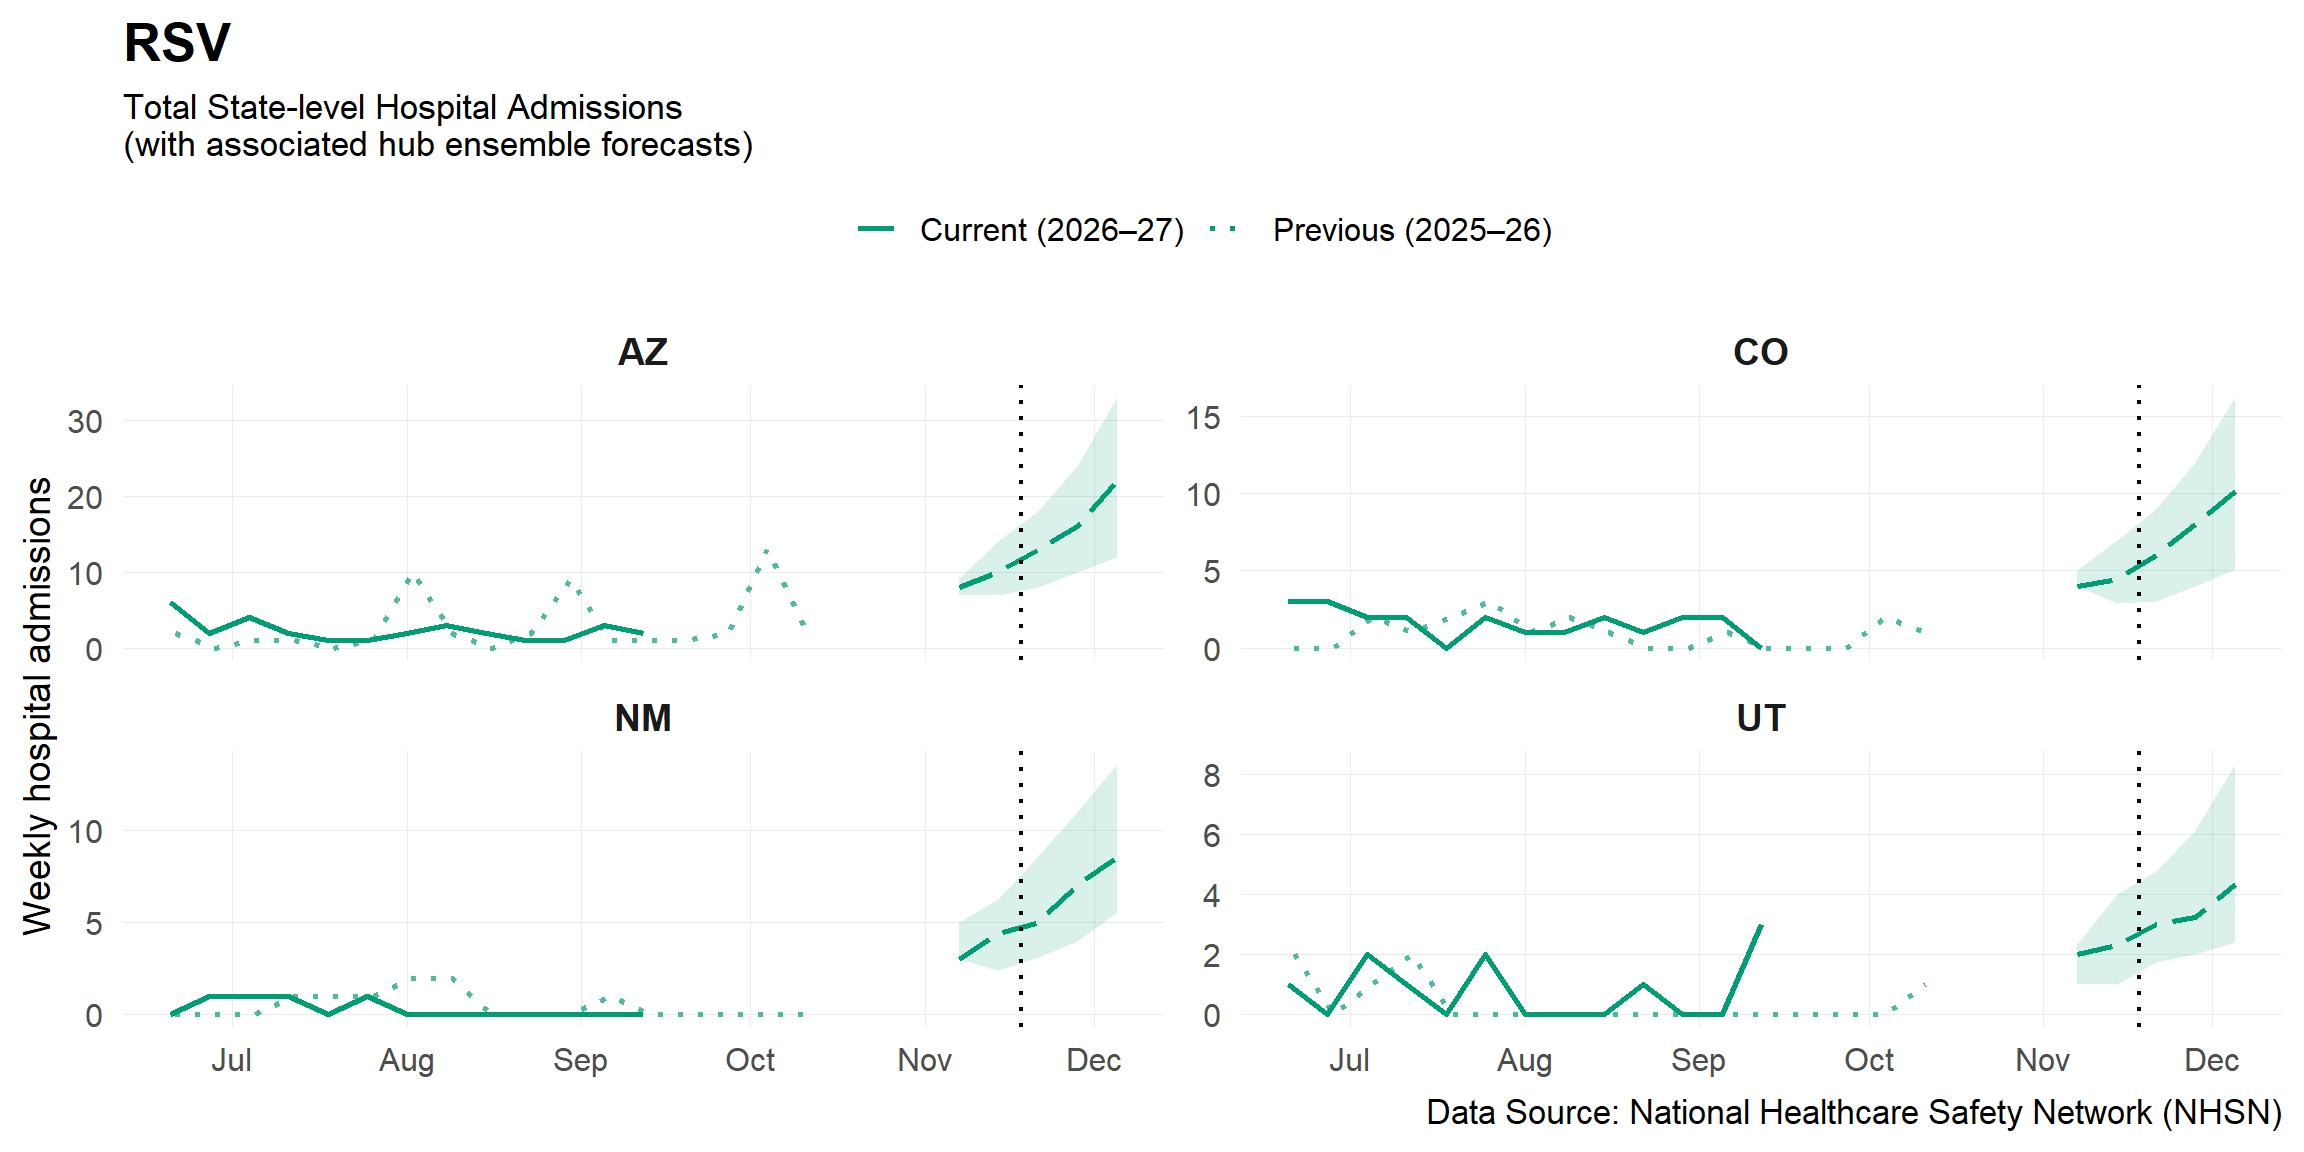 RSV
Total State-level Hospital Admissions
(with associated hub ensemble forecasts)
Current (2026–27) Previous (2025–26)
AZ
CO
30
20
10
0
15
10
5
0
NM
UT
10
5
0
8
6
4
2
0
Weekly hospital admissions
Jul Aug Sep Oct Nov Dec
Jul Aug Sep Oct Nov Dec
Data Source: National Healthcare Safety Network (NHSN)